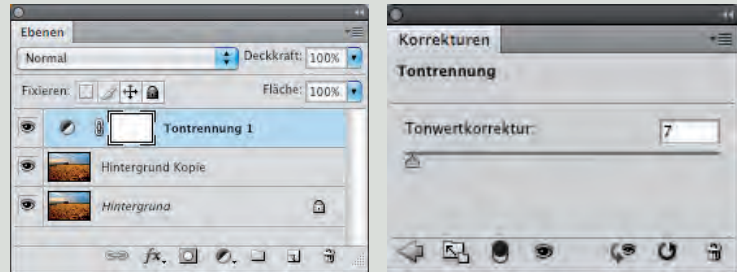 Ebenen
Normal
Deckkraft: 100%
Fixieren:
Fläche: 100%
Tontrennung 1
Hintergrund Kopie
Hintergrund
fx.
Korrekturen
Tontrennung
Tonwertkorrektur: 7